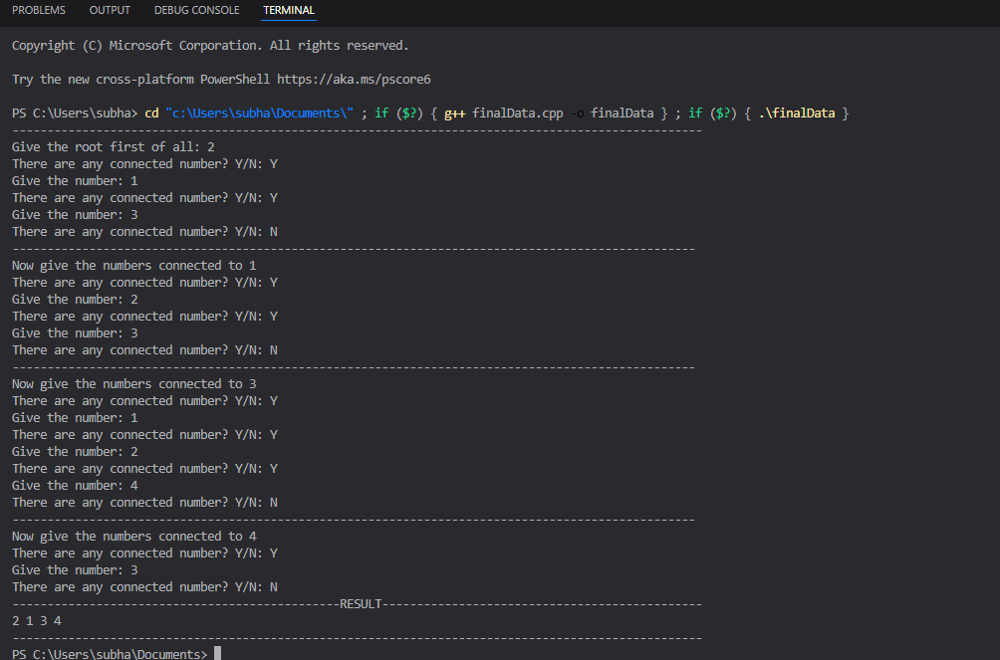 PROBLEMS OUTPUT DEBUG CONSOLE TERMINAL
Copyright (C) Microsoft Corporation. All rights reserved.
Try the new cross-platform PowerShell https://aka.ms/pscore6
PS C:\Users\subha> cd "c:\Users\subha\Documents\" ; if ($?) { g++ finalData.cpp -o finalData } ; if ($?) { .\finalData }
---------------------------------------------------------------------------------------------------
Give the root first of all: 2
There are any connected number? Y/N: Y
Give the number: 1
There are any connected number? Y/N: Y
Give the number: 3
There are any connected number? Y/N: N
--------------------------------------------------------------------------------------------------
Now give the numbers connected to 1
There are any connected number? Y/N: Y
Give the number: 2
There are any connected number? Y/N: Y
Give the number: 3
There are any connected number? Y/N: N
--------------------------------------------------------------------------------------------------
Now give the numbers connected to 3
There are any connected number? Y/N: Y
Give the number: 1
There are any connected number? Y/N: Y
Give the number: 2
There are any connected number? Y/N: Y
Give the number: 4
There are any connected number? Y/N: N
--------------------------------------------------------------------------------------------------
Now give the numbers connected to 4
There are any connected number? Y/N: Y
Give the number: 3
There are any connected number? Y/N: N
-----------------------------------------------RESULT----------------------------------------------
2 1 3 4
---------------------------------------------------------------------------------------------------
PS C:\Users\subha\Documents>